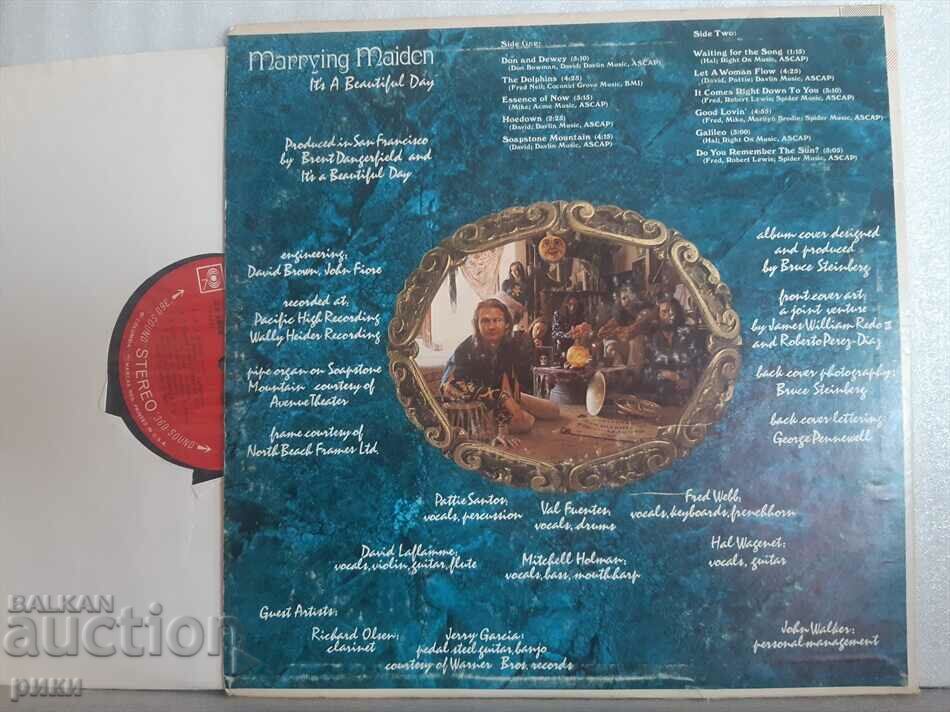 Marrying Maiden
It's A Beautiful Day
Produced in San Francisco
by Brent Dangerfield and
It's a Beautiful Day
Side One:
Don and Dewey (5:10)
(Don Bowman, David; Davlin Music, ASCAP)
The Dolphins (4:25)
(Fred Neil; Coconut Grove Music, BMI)
Essence of Now (3:15)
(Mike; Acme Music, ASCAP)
Hoedown (2:25)
(David; Davlin Music, ASCAP)
Soapstone Mountain (4:15)
(David; Davlin Music, ASCAP)
Side Two:
Waiting for the Song (1:15)
(Hal; Right On Music, ASCAP)
Let A Woman Flow (4:25)
(David, Pattie; Davlin Music, ASCAP)
It Comes Right Down To You (3:10)
(Fred, Robert Lewis; Spider Music, ASCAP)
Good Lovin' (4:55)
(Fred, Mike, Marilyn Brodie; Spider Music, ASCAP)
Galileo (3:00)
(Hal; Right On Music, ASCAP)
Do You Remember The Sun? (3:05)
(Fred, Robert Lewis; Spider Music, ASCAP)
engineering:
David Brown, John Fiore
recorded at:
Pacific High Recording
Wally Heider Recording
pipe organ on Soapstone
Mountain courtesy of
Avenue Theater
frame courtesy of
North Beach Framers Ltd.
album cover designed
and produced
by Bruce Steinberg
front cover art;
a joint venture
by James William Redo II
and Roberto Perez-Diaz
back cover photography:
Bruce Steinberg
back cover lettering:
George Pennewell
Pattie Santos:
vocals, percussion
Val Fuentes:
vocals, drums
Fred Webb:
vocals, keyboards, frenchhorn
David Laflamme:
vocals, violin, guitar, flute
Mitchell Holman:
vocals, bass, mouthharp
Hal Wagenet:
vocals, guitar
Guest Artists:
Richard Olsen:
clarinet
Jerry Garcia:
pedal steel guitar, banjo
courtesy of Warner Bros. records
John Walker:
personal management
360 SOUND STEREO 360 SOUND
BALKAN
auction
рики